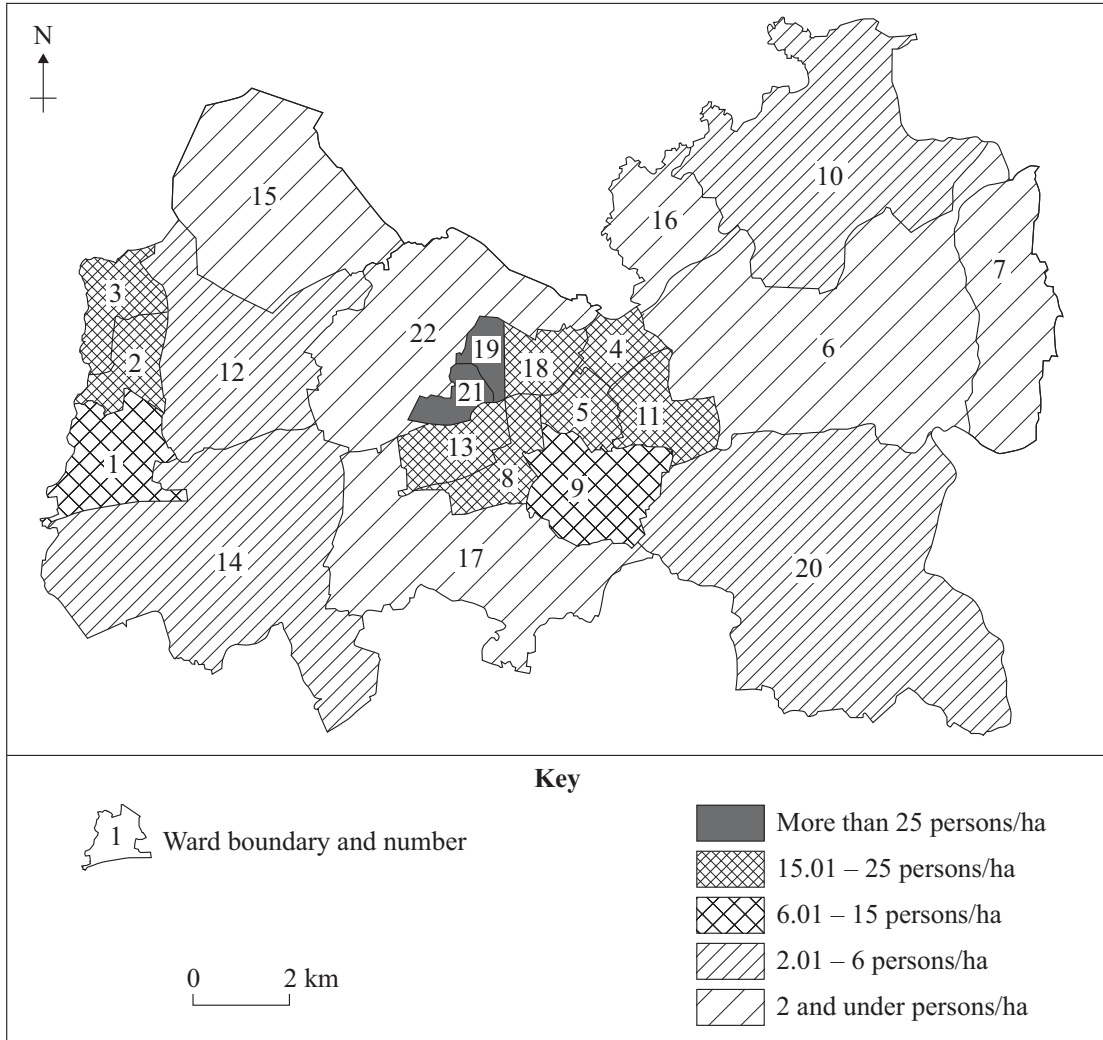 N
10
15
16
7
3
22
19
4
6
2
18
12
21
5
11
13
1
8
9
17
14
20
Key
1
Ward boundary and number
0 2 km
More than 25 persons/ha
15.01 – 25 persons/ha
6.01 – 15 persons/ha
2.01 – 6 persons/ha
2 and under persons/ha